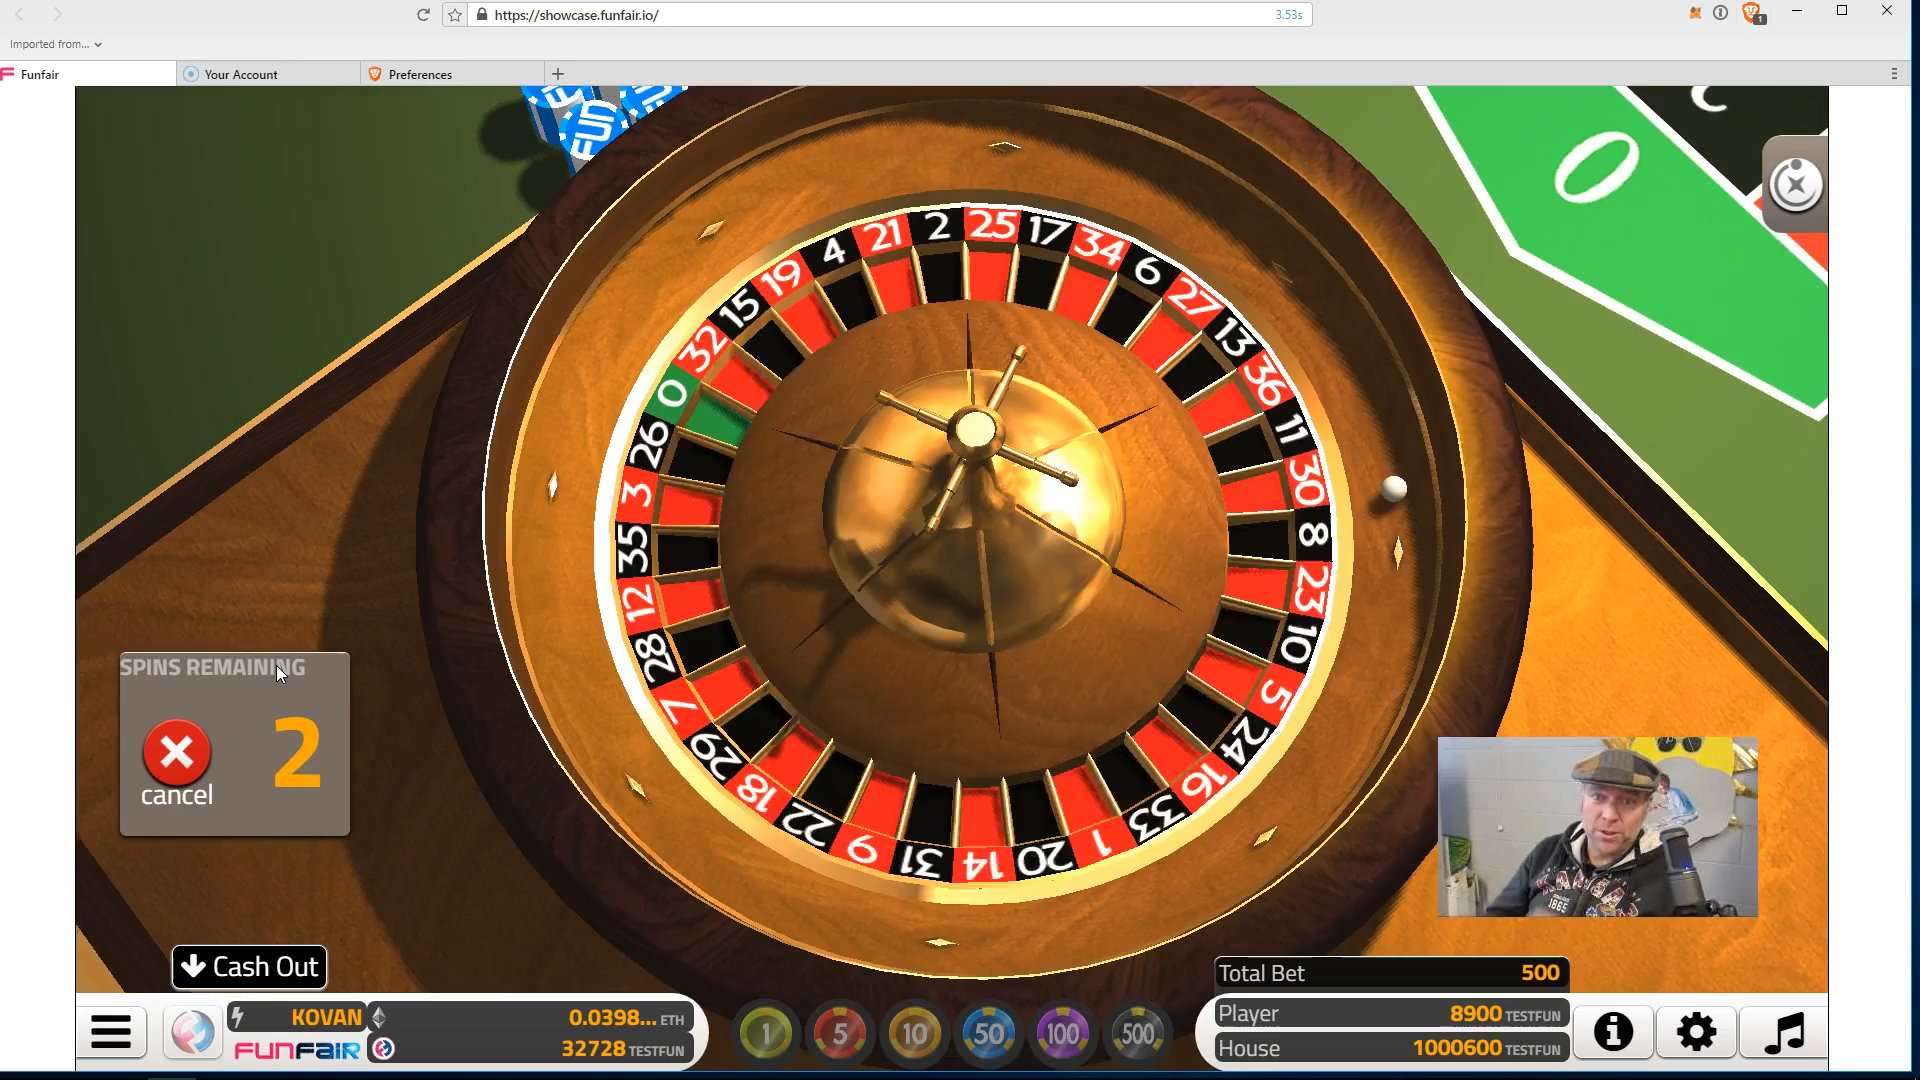 https://showcase.funfair.io/
3.53s
1
Imported from...
Funfair
Your Account
Preferences
FUN
0
25
17
34
6
27
13
36
11
30
8
23
10
5
24
16
33
1
20
14
31
9
22
18
29
7
28
12
35
3
26
0
32
15
19
4
21
2
SPINS REMAINING
2
cancel
1865
Cash Out
Total Bet 500
KOVAN 0.0398... ETH
FUNFAIR 32728 TESTFUN
1 5 10 50 100 500
Player 8900 TESTFUN
House 1000600 TESTFUN